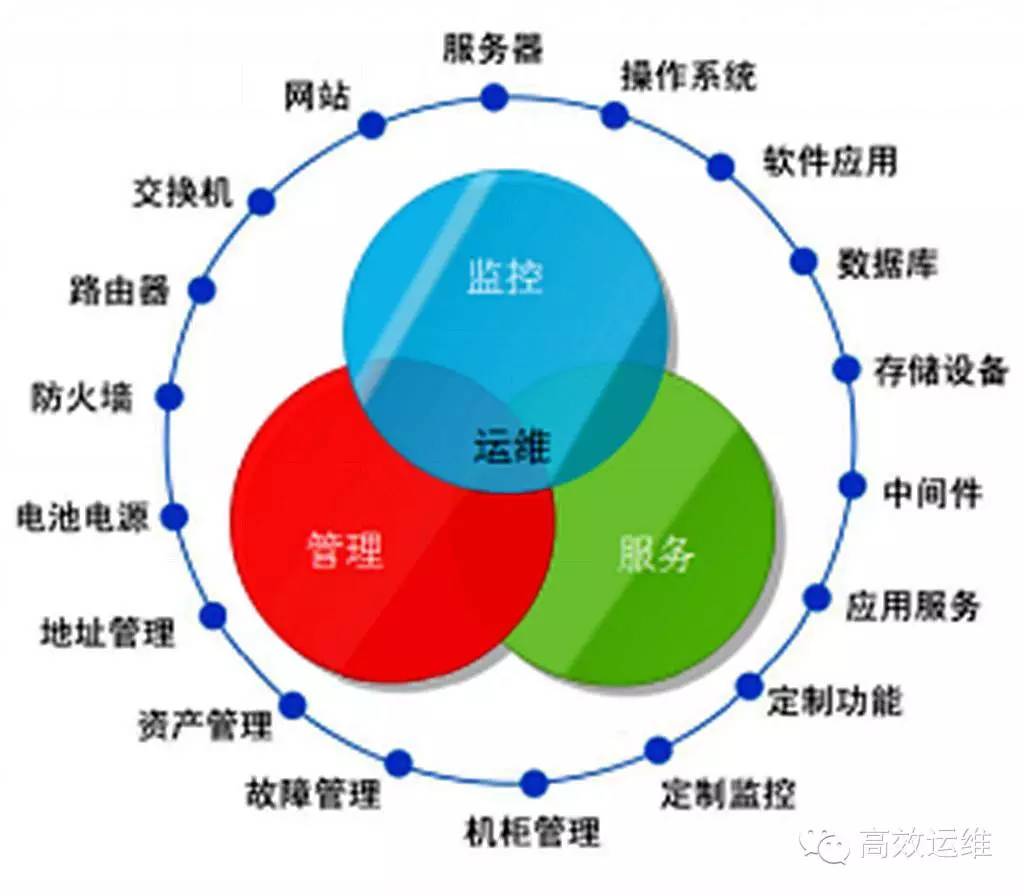 服务器
操作系统
网站
软件应用
交换机
数据库
监控
路由器
存储设备
防火墙
运维
中间件
电池电源
管理
服务
应用服务
地址管理
定制功能
资产管理
故障管理
定制监控
机柜管理
高效运维